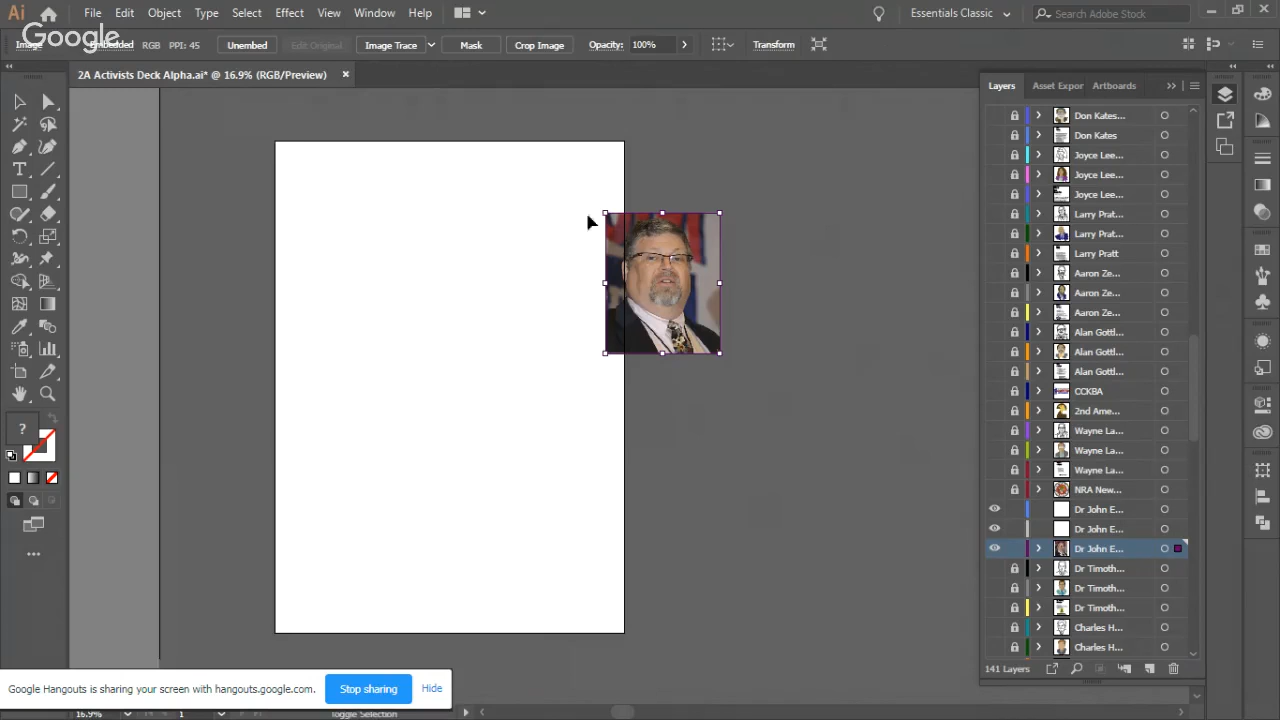 Ai File Edit Object Type Select Effect View Window Help Essentials Classic Search Adobe Stock
Google
Image Embedded RGB PPI: 45 Unembed Edit Original Image Trace Mask Crop Image Opacity: 100% Transform
2A Activists Deck Alpha.ai* @ 16.9% (RGB/Preview) ×
Layers Asset Expor Artboards
Don Kates...
Don Kates
Joyce Lee...
Joyce Lee...
Joyce Lee...
Larry Prat...
Larry Prat...
Larry Pratt
Aaron Ze...
Aaron Ze...
Aaron Ze...
Alan Gottl...
Alan Gottl...
Alan Gottl...
CCKBA
2nd Ame...
Wayne La...
Wayne La...
Wayne La...
NRA New...
Dr John E...
Dr John E...
Dr John E...
Dr Timoth...
Dr Timoth...
Dr Timoth...
Charles H...
Charles H...
141 Layers
?
Google Hangouts is sharing your screen with hangouts.google.com. Stop sharing Hide
16.9% 1 Toggle Selection